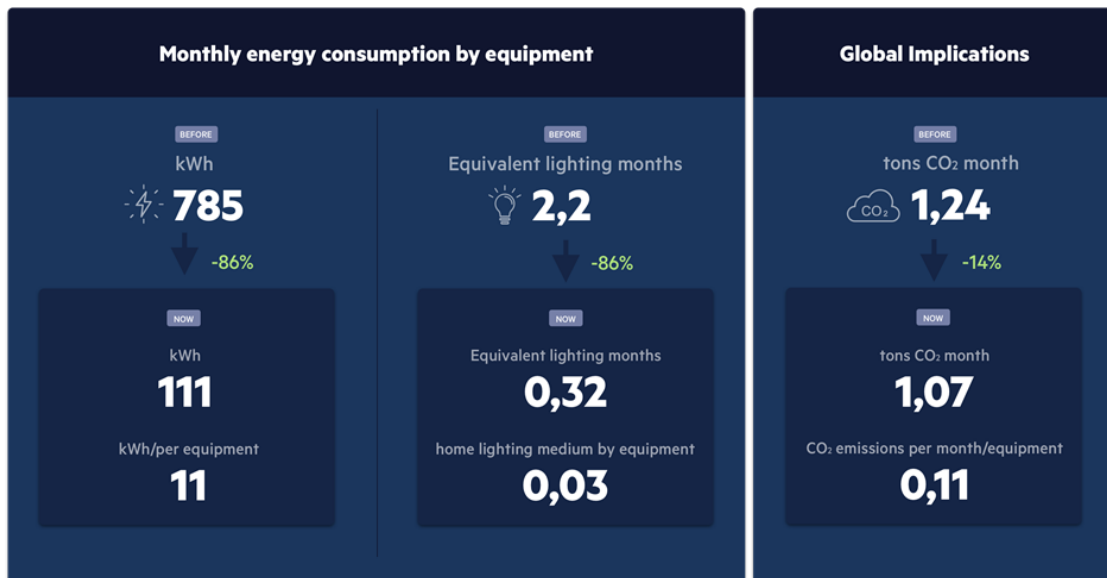 Monthly energy consumption by equipment
BEFORE
kWh
785
-86%
NOW
kWh
111
kWh/per equipment
11
BEFORE
Equivalent lighting months
2,2
-86%
NOW
Equivalent lighting months
0,32
home lighting medium by equipment
0,03
Global Implications
BEFORE
tons CO₂ month
CO₂
1,24
-14%
NOW
tons CO₂ month
1,07
CO₂ emissions per month/equipment
0,11